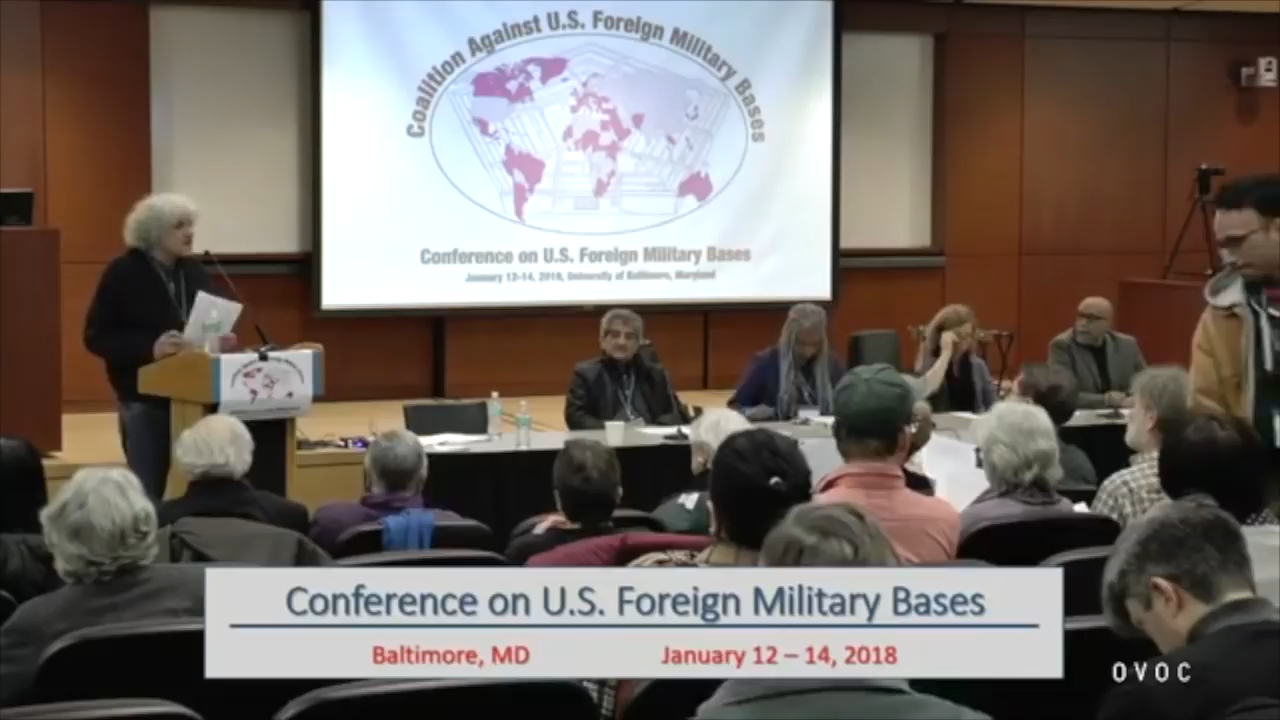 Coalition Against U.S. Foreign Military Bases
Conference on U.S. Foreign Military Bases
January 12-14, 2018, University of Baltimore, Maryland
Conference on U.S. Foreign Military Bases
Baltimore, MD January 12 – 14, 2018
OVOC